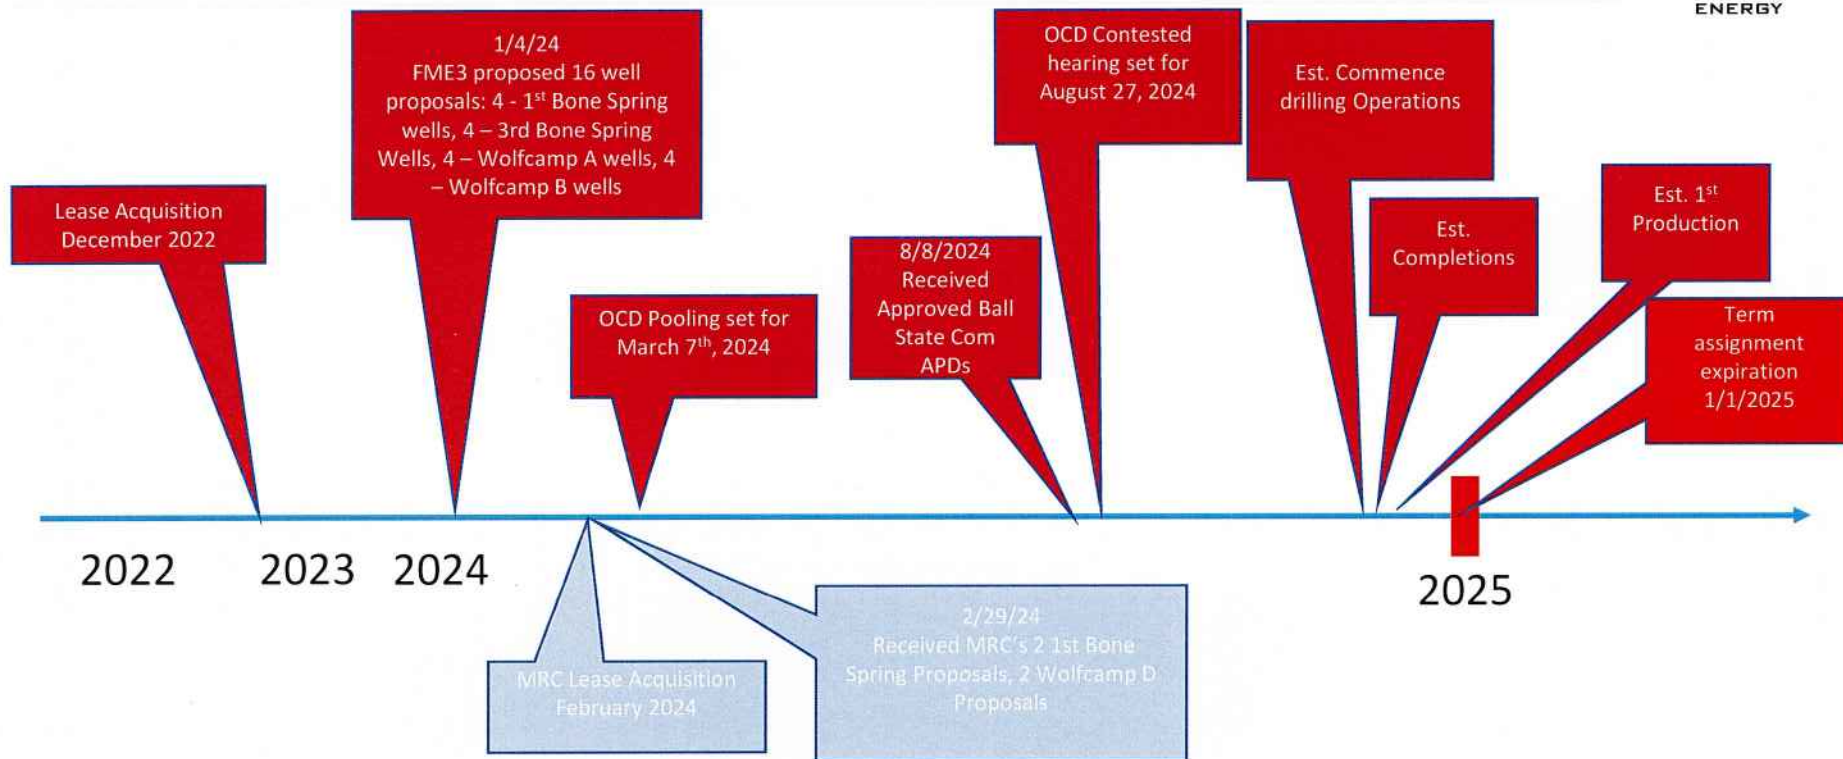 ENERGY
1/4/24
FME3 proposed 16 well
proposals: 4 - 1st Bone Spring
wells, 4 – 3rd Bone Spring
Wells, 4 – Wolfcamp A wells, 4
– Wolfcamp B wells
OCD Contested
hearing set for
August 27, 2024
Est. Commence
drilling Operations
Lease Acquisition
December 2022
OCD Pooling set for
March 7th, 2024
8/8/2024
Received
Approved Ball
State Com
APDs
Est.
Completions
Est. 1st
Production
Term
assignment
expiration
1/1/2025
2022
2023
2024
2025
MRC Lease Acquisition
February 2024
2/29/24
Received MRC's 2 1st Bone
Spring Proposals, 2 Wolfcamp D
Proposals